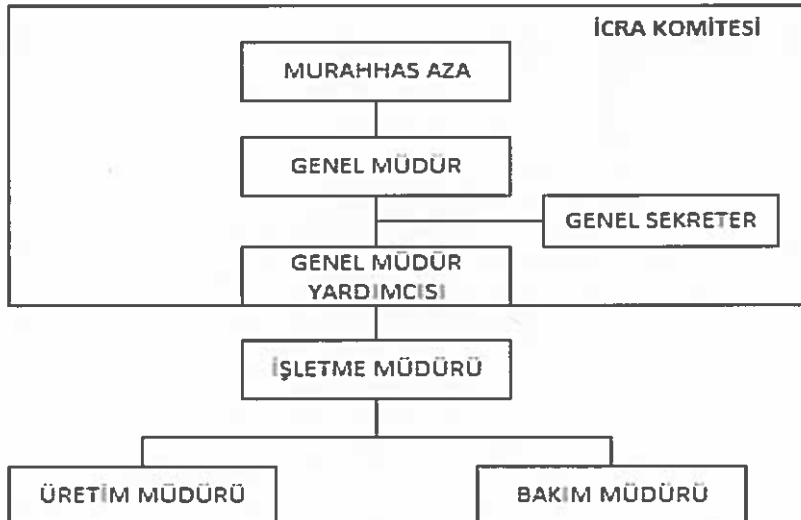 İCRA KOMİTESİ
MURAHHAS AZA
GENEL MÜDÜR
GENEL SEKRETER
GENEL MÜDÜR
YARDIMCISI
İŞLETME MÜDÜRÜ
ÜRETİM MÜDÜRÜ
BAKIM MÜDÜRÜ